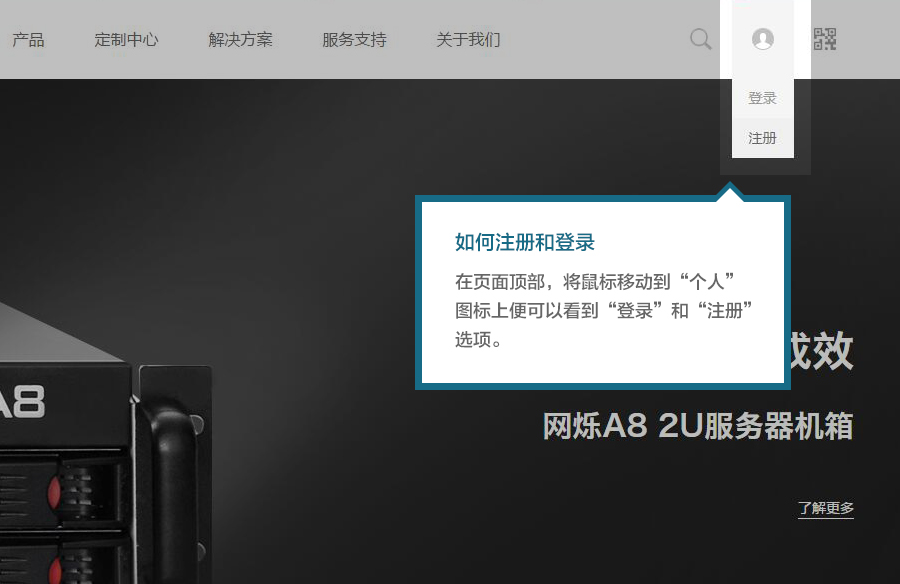 产品 定制中心 解决方案 服务支持 关于我们
登录
注册
如何注册和登录
在页面顶部，将鼠标移动到“个人”
图标上便可以看到“登录”和“注册”
选项。
成效
A8
网烁A8 2U服务器机箱
了解更多